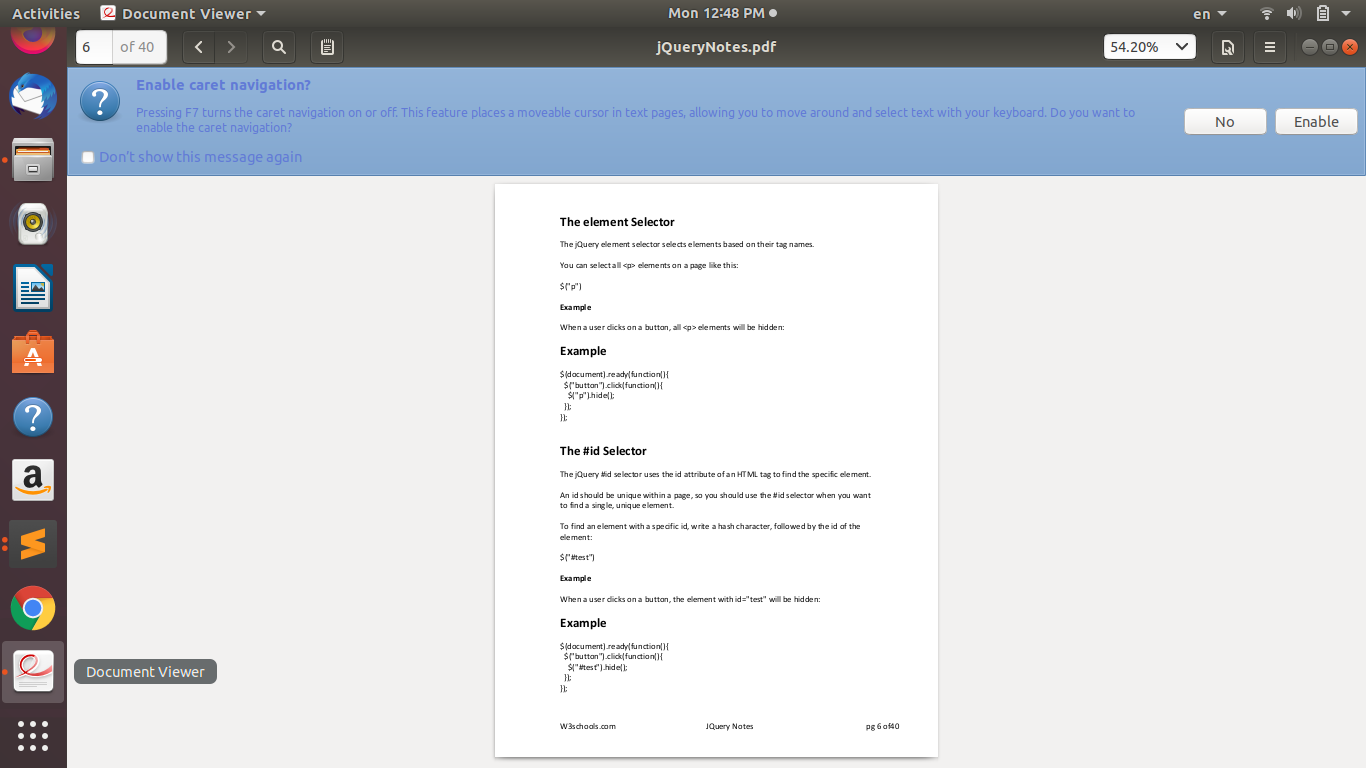 Activities
Document Viewer
Mon 12:48 PM
en
6 of 40
jQueryNotes.pdf
54.20%
Enable caret navigation?
Pressing F7 turns the caret navigation on or off. This feature places a moveable cursor in text pages, allowing you to move around and select text with your keyboard. Do you want to
enable the caret navigation?
No
Enable
Don't show this message again
The element Selector
The jQuery element selector selects elements based on their tag names.
You can select all <p> elements on a page like this:
$("p")
Example
When a user clicks on a button, all <p> elements will be hidden:
Example
$(document).ready(function(){
$("button").click(function(){
$("p").hide();
});
});
The #id Selector
The jQuery #id selector uses the id attribute of an HTML tag to find the specific element.
An id should be unique within a page, so you should use the #id selector when you want
to find a single, unique element.
To find an element with a specific id, write a hash character, followed by the id of the
element:
$("#test")
Example
When a user clicks on a button, the element with id="test" will be hidden:
Example
$(document).ready(function(){
$("button").click(function(){
$("#test").hide();
});
});
W3schools.com JQuery Notes pg 6 of40
Document Viewer